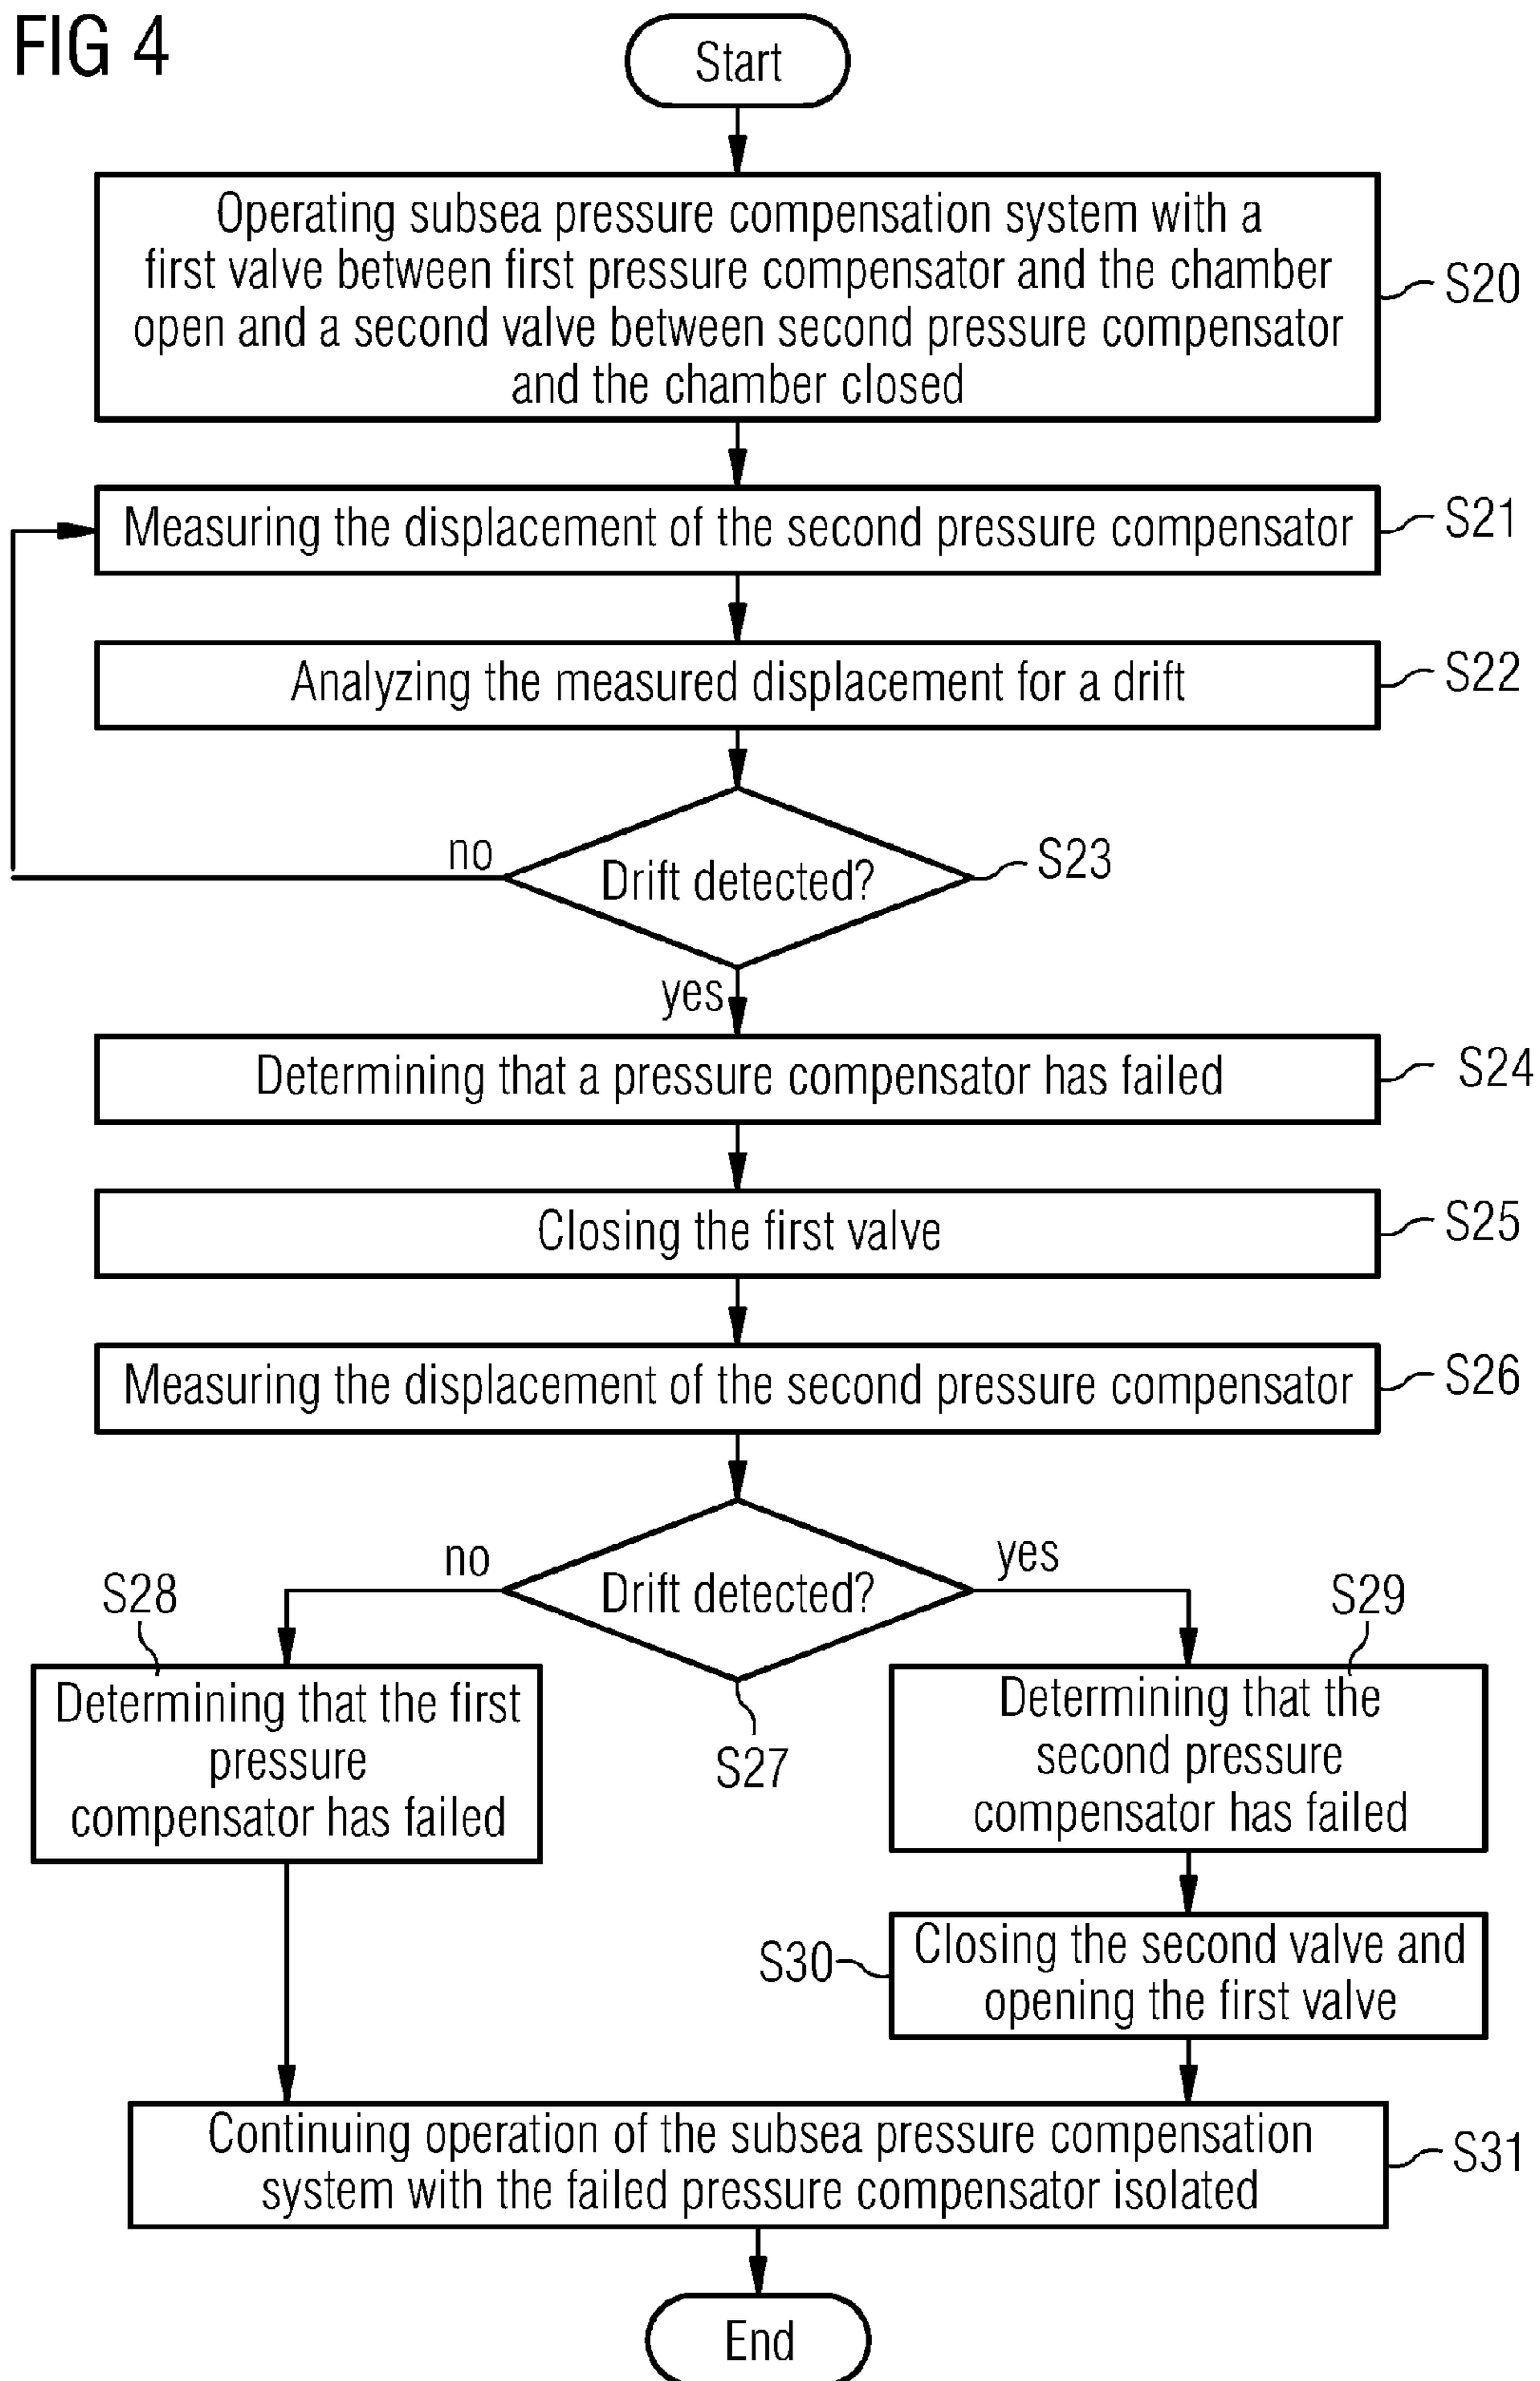 FIG 4
Start
Operating subsea pressure compensation system with a
first valve between first pressure compensator and the chamber
open and a second valve between second pressure compensator
and the chamber closed
S20
Measuring the displacement of the second pressure compensator
S21
Analyzing the measured displacement for a drift
S22
no
Drift detected?
S23
yes
Determining that a pressure compensator has failed
S24
Closing the first valve
S25
Measuring the displacement of the second pressure compensator
S26
no
Drift detected?
yes
S27
S28
Determining that the first
pressure
compensator has failed
S29
Determining that the
second pressure
compensator has failed
S30
Closing the second valve and
opening the first valve
Continuing operation of the subsea pressure compensation
system with the failed pressure compensator isolated
S31
End